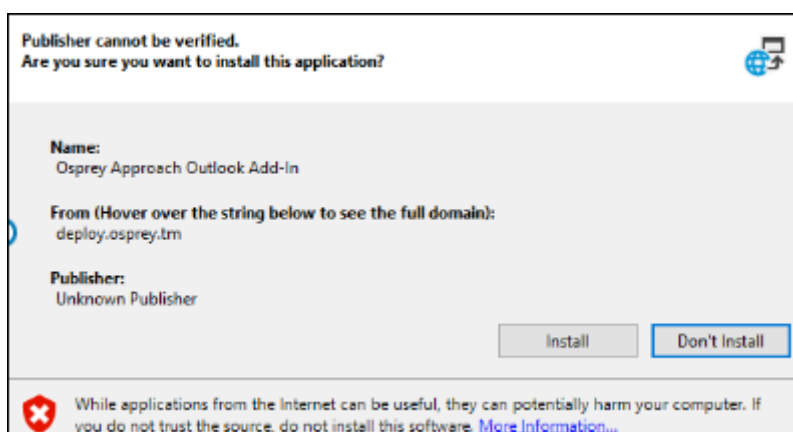 Publisher cannot be verified.
Are you sure you want to install this application?
Name:
Osprey Approach Outlook Add-In
From (Hover over the string below to see the full domain):
deploy.osprey.tm
Publisher:
Unknown Publisher
Install
Don't Install
While applications from the Internet can be useful, they can potentially harm your computer. If
you do not trust the source, do not install this software. More Information...